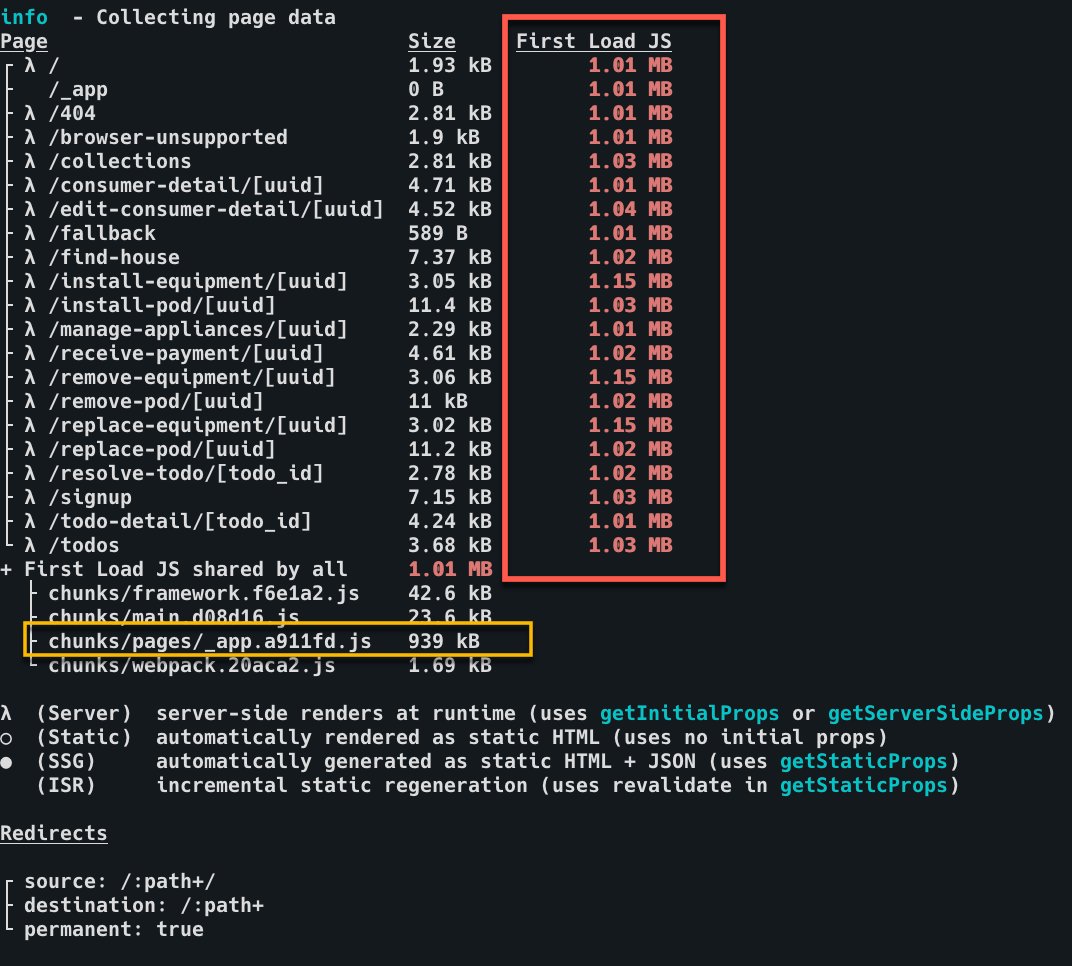 info  - Collecting page data
Page                              Size     First Load JS
┌ λ /                             1.93 kB        1.01 MB
├   /_app                         0 B            1.01 MB
├ λ /404                          2.81 kB        1.01 MB
├ λ /browser-unsupported          1.9 kB         1.01 MB
├ λ /collections                  2.81 kB        1.03 MB
├ λ /consumer-detail/[uuid]       4.71 kB        1.01 MB
├ λ /edit-consumer-detail/[uuid]  4.52 kB        1.04 MB
├ λ /fallback                     589 B          1.01 MB
├ λ /find-house                   7.37 kB        1.02 MB
├ λ /install-equipment/[uuid]     3.05 kB        1.15 MB
├ λ /install-pod/[uuid]           11.4 kB        1.03 MB
├ λ /manage-appliances/[uuid]     2.29 kB        1.01 MB
├ λ /receive-payment/[uuid]       4.61 kB        1.02 MB
├ λ /remove-equipment/[uuid]      3.06 kB        1.15 MB
├ λ /remove-pod/[uuid]            11 kB          1.02 MB
├ λ /replace-equipment/[uuid]     3.02 kB        1.15 MB
├ λ /replace-pod/[uuid]           11.2 kB        1.02 MB
├ λ /resolve-todo/[todo_id]       2.78 kB        1.02 MB
├ λ /signup                       7.15 kB        1.03 MB
├ λ /todo-detail/[todo_id]        4.24 kB        1.01 MB
└ λ /todos                        3.68 kB        1.03 MB
+ First Load JS shared by all     1.01 MB
  ├ chunks/framework.f6e1a2.js    42.6 kB
  ├ chunks/main.d08d16.js         23.6 kB
  ├ chunks/pages/_app.a911fd.js   939 kB
  └ chunks/webpack.20aca2.js      1.69 kB
λ  (Server)  server-side renders at runtime (uses getInitialProps or getServerSideProps)
○  (Static)  automatically rendered as static HTML (uses no initial props)
●  (SSG)     automatically generated as static HTML + JSON (uses getStaticProps)
   (ISR)     incremental static regeneration (uses revalidate in getStaticProps)
Redirects
┌ source: /:path+/
├ destination: /:path+
└ permanent: true